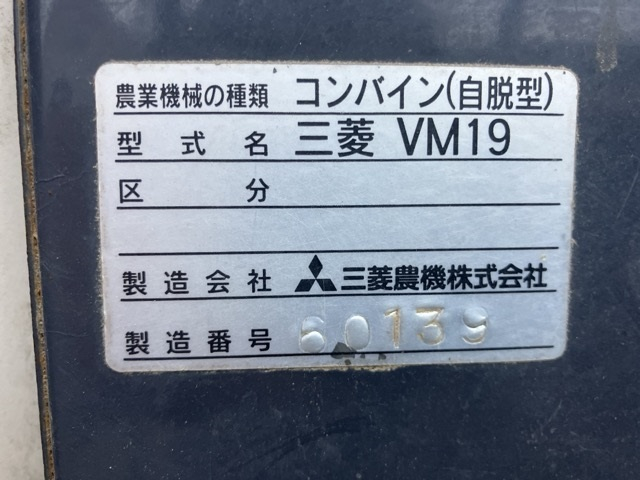 農業機械の種類 コンバイン(自脱型)
型式名 三菱 VM19
区分
製造会社 三菱農機株式会社
製造番号 60139